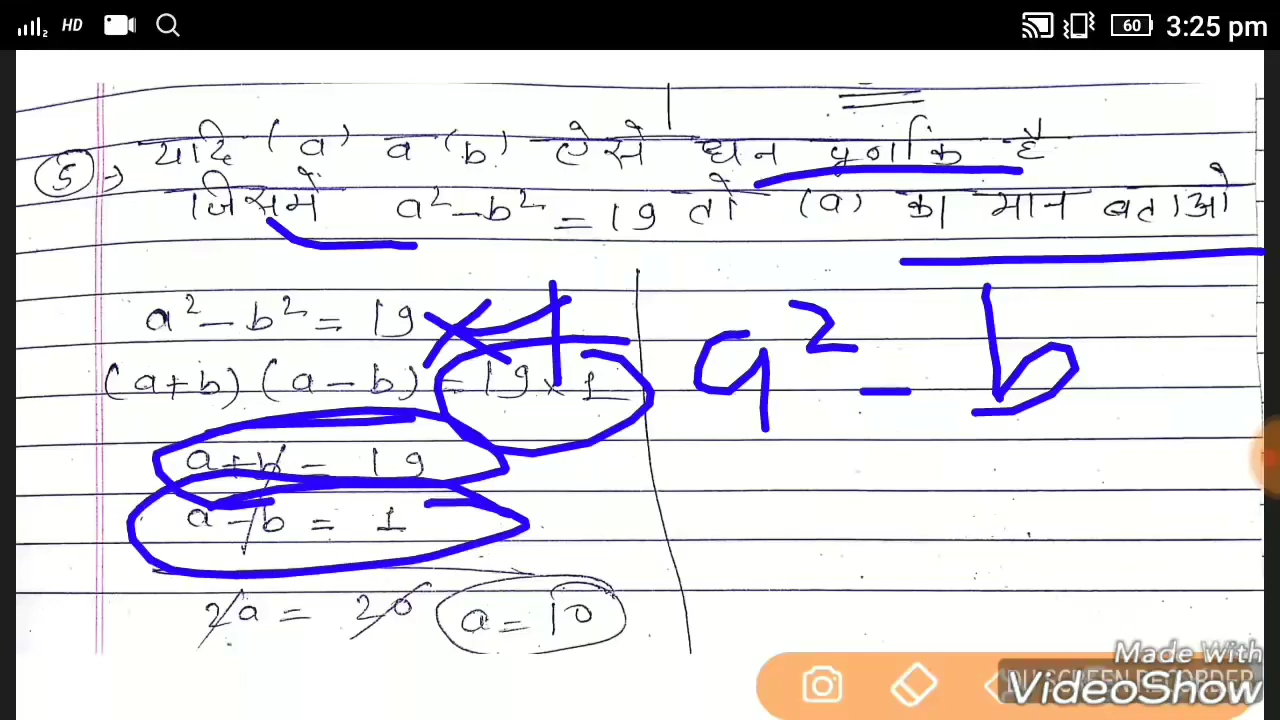 HD 60 3:25 pm
5) यदि (a) व (b) ऐसे धन पूर्णांक है
जिसमें a²-b² = 19 तो (a) का मान बताओ
a²-b² = 19
(a+b) (a-b) = 19×1
a² - b
a+b = 19
a-b = 1
2a = 20 a = 10
Made With
VideoShow